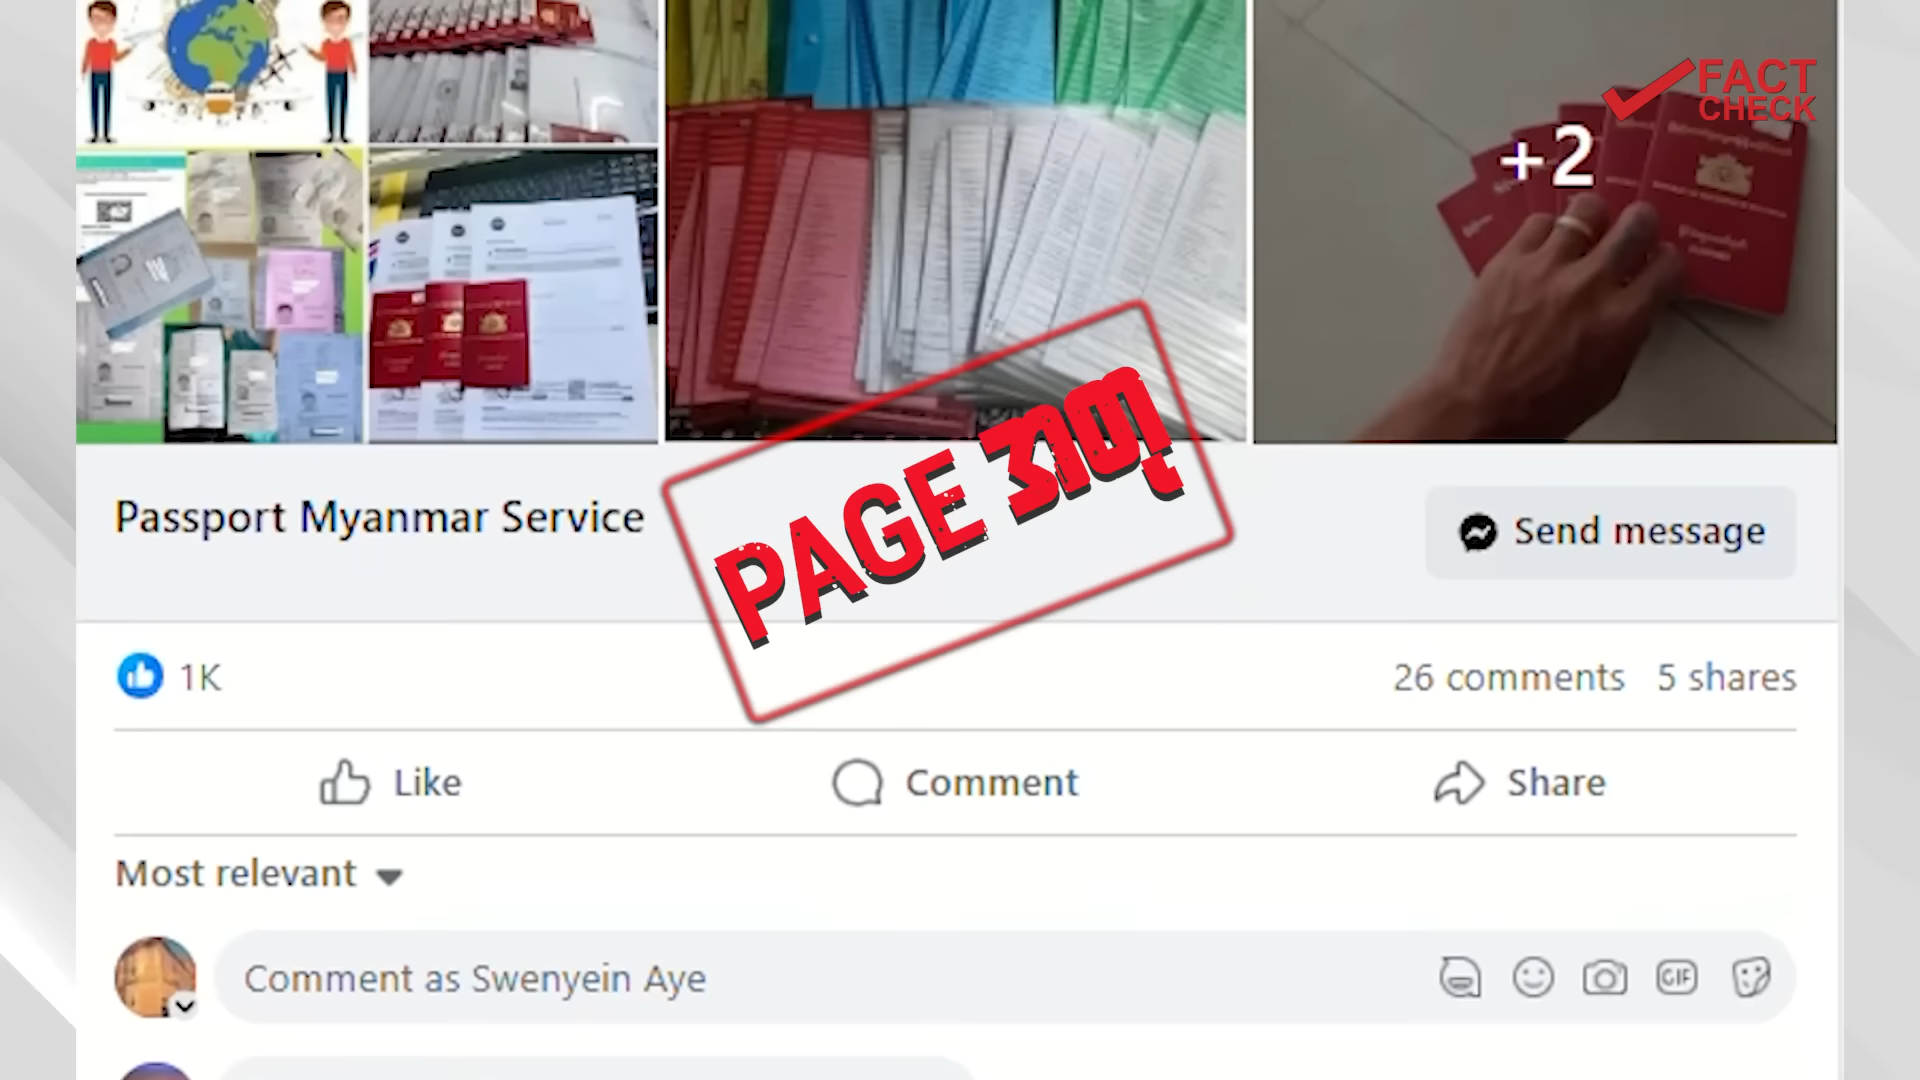 FACT
CHECK
+2
PAGE အတု
Passport Myanmar Service
Send message
1K
26 comments 5 shares
Like
Comment
Share
Most relevant
Comment as Swenyein Aye
GIF